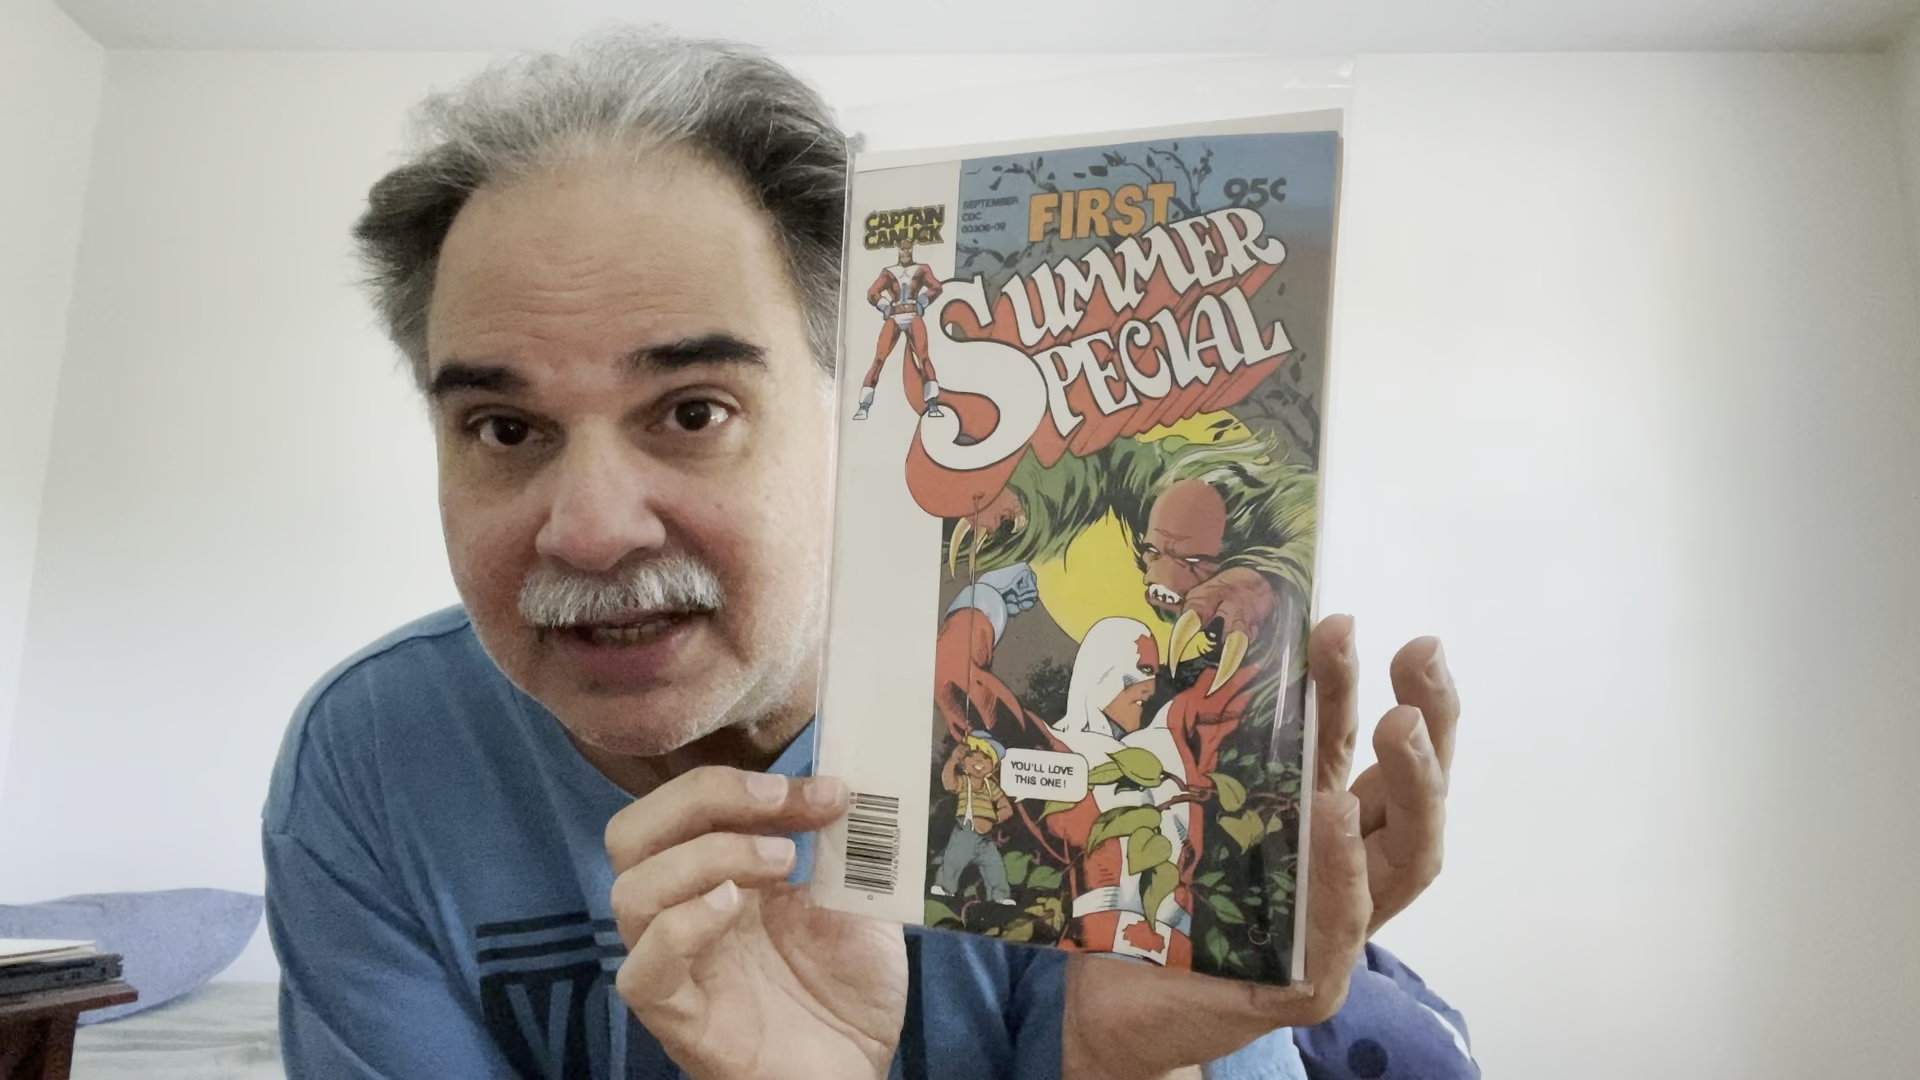 CAPTAIN
CANUCK
SEPTEMBER
CDC
FIRST
95¢
SUMMER
SPECIAL
YOU'LL LOVE
THIS ONE!